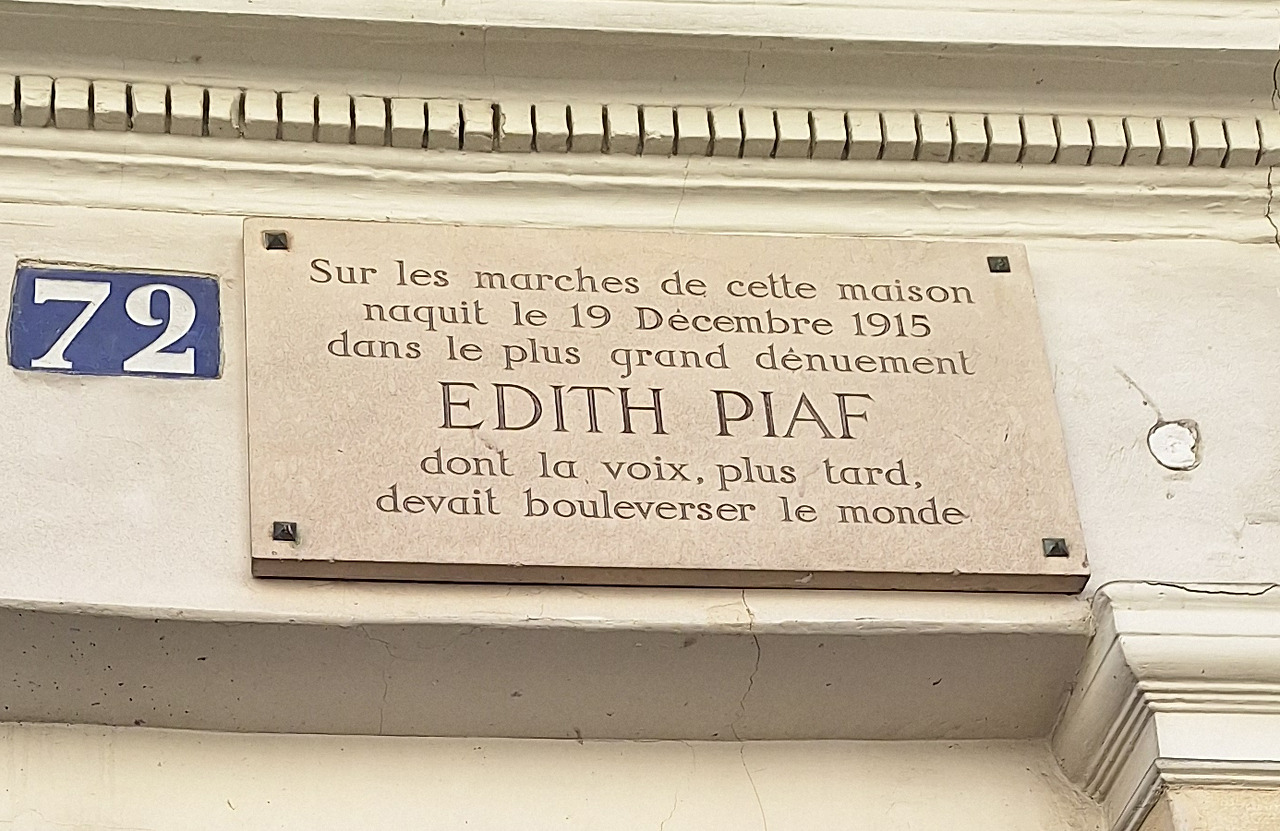 72
Sur les marches de cette maison
naquit le 19 Décembre 1915
dans le plus grand dénuement
EDITH PIAF
dont la voix, plus tard,
devait bouleverser le monde